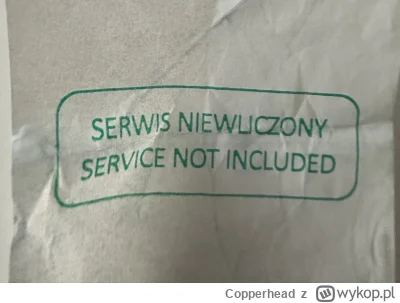 SERWIS NIEWLICZONY
SERVICE NOT INCLUDED
Copperhead z wykop.pl